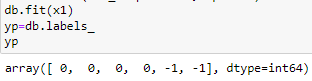 db.fit(x1)
yp=db.labels_
yp
array([ 0,  0,  0,  0, -1, -1], dtype=int64)